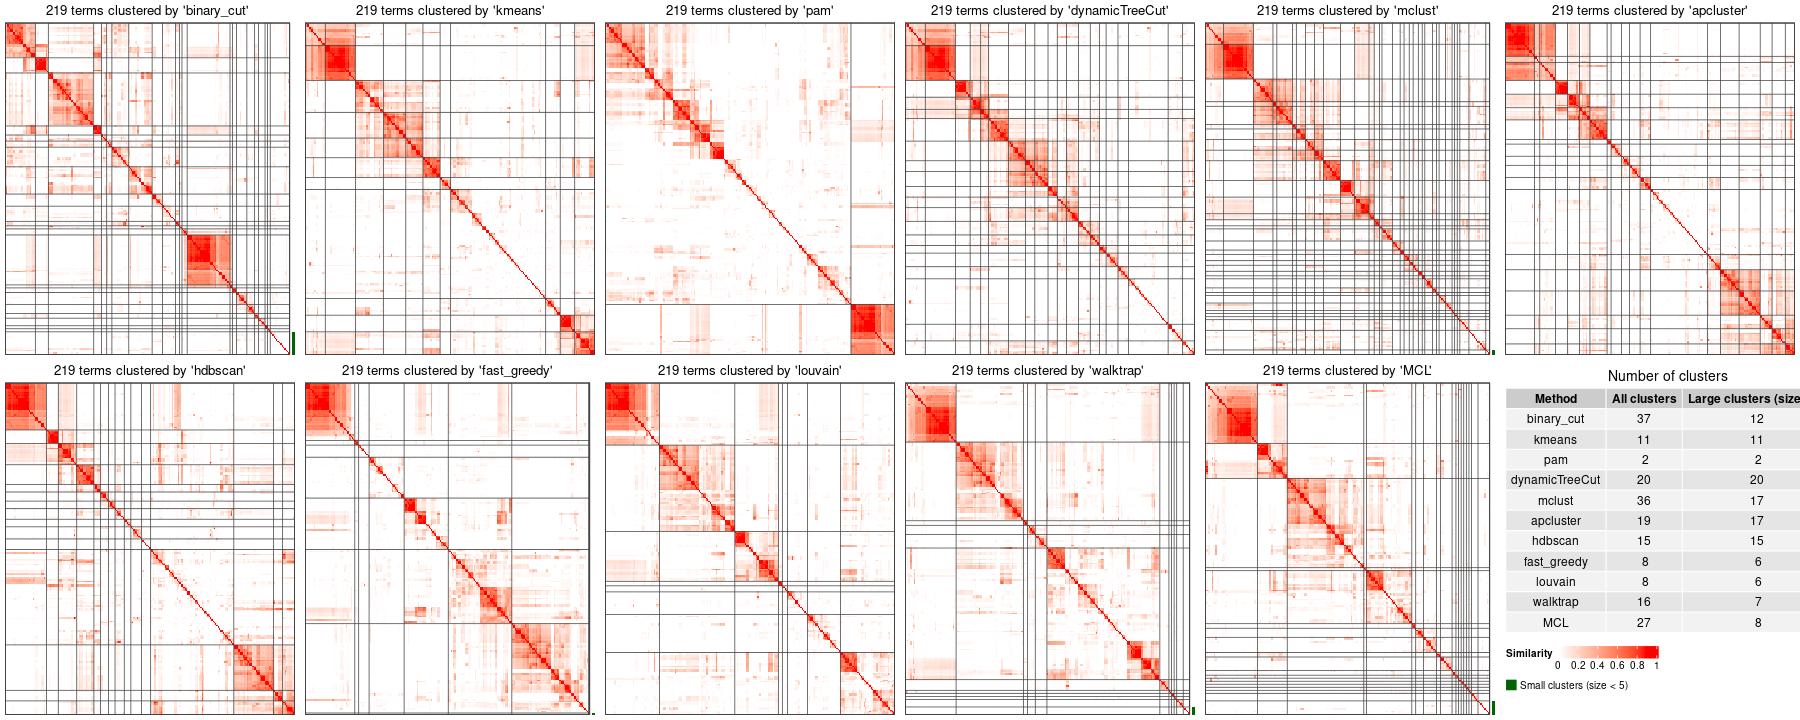 219 terms clustered by 'binary_cut'
219 terms clustered by 'kmeans'
219 terms clustered by 'pam'
219 terms clustered by 'dynamicTreeCut'
219 terms clustered by 'mclust'
219 terms clustered by 'apcluster'
219 terms clustered by 'hdbscan'
219 terms clustered by 'fast_greedy'
219 terms clustered by 'louvain'
219 terms clustered by 'walktrap'
219 terms clustered by 'MCL'
Number of clusters
Method All clusters Large clusters (size
binary_cut 37 12
kmeans 11 11
pam 2 2
dynamicTreeCut 20 20
mclust 36 17
apcluster 19 17
hdbscan 15 15
fast_greedy 8 6
louvain 8 6
walktrap 16 7
MCL 27 8
Similarity
0 0.2 0.4 0.6 0.8 1
Small clusters (size < 5)